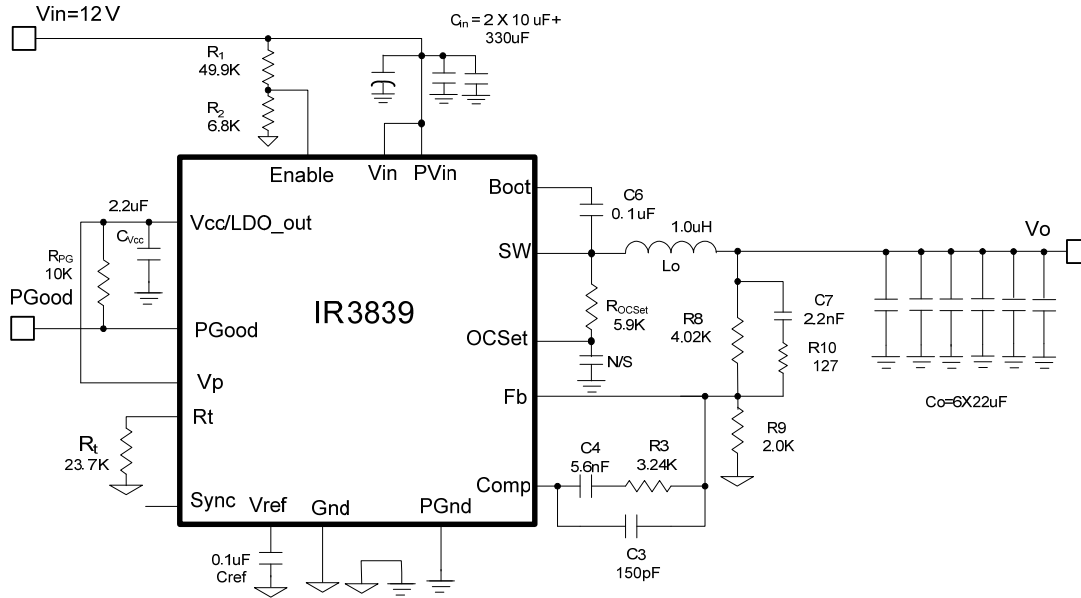 Vin=12 V
Cin = 2 X 10 uF+
330uF
R1
49.9K
R2
6.8K
Enable
Vin
PVin
Boot
C6
0.1uF
1.0uH
Lo
Vo
2.2uF
CVcc
Vcc/LDO_out
SW
RPG
10K
PGood
PGood
IR3839
ROCSet
5.9K
OCSet
N/S
R8
4.02K
C7
2.2nF
R10
127
Vp
Fb
Co=6X22uF
Rt
Rt
23.7K
R9
2.0K
C4
5.6nF
R3
3.24K
Comp
Sync
Vref
Gnd
PGnd
C3
150pF
0.1uF
Cref